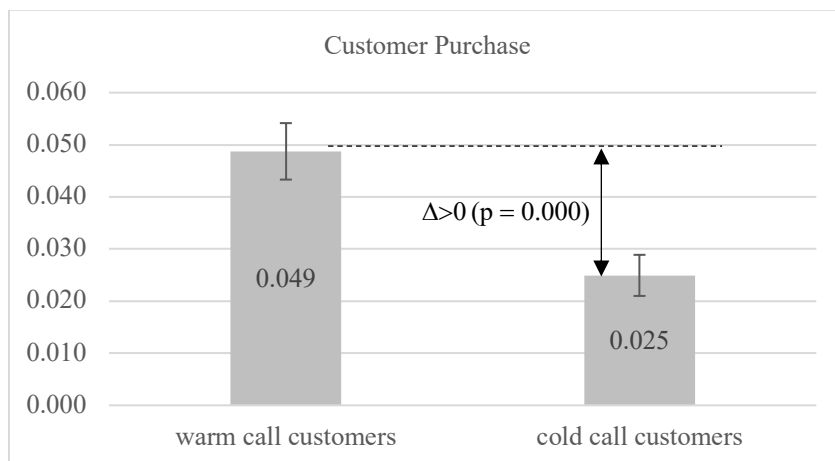 Customer Purchase
0.060
0.050
0.040
0.030
0.020
0.010
0.000
0.049
Δ>0 (p = 0.000)
0.025
warm call customers
cold call customers